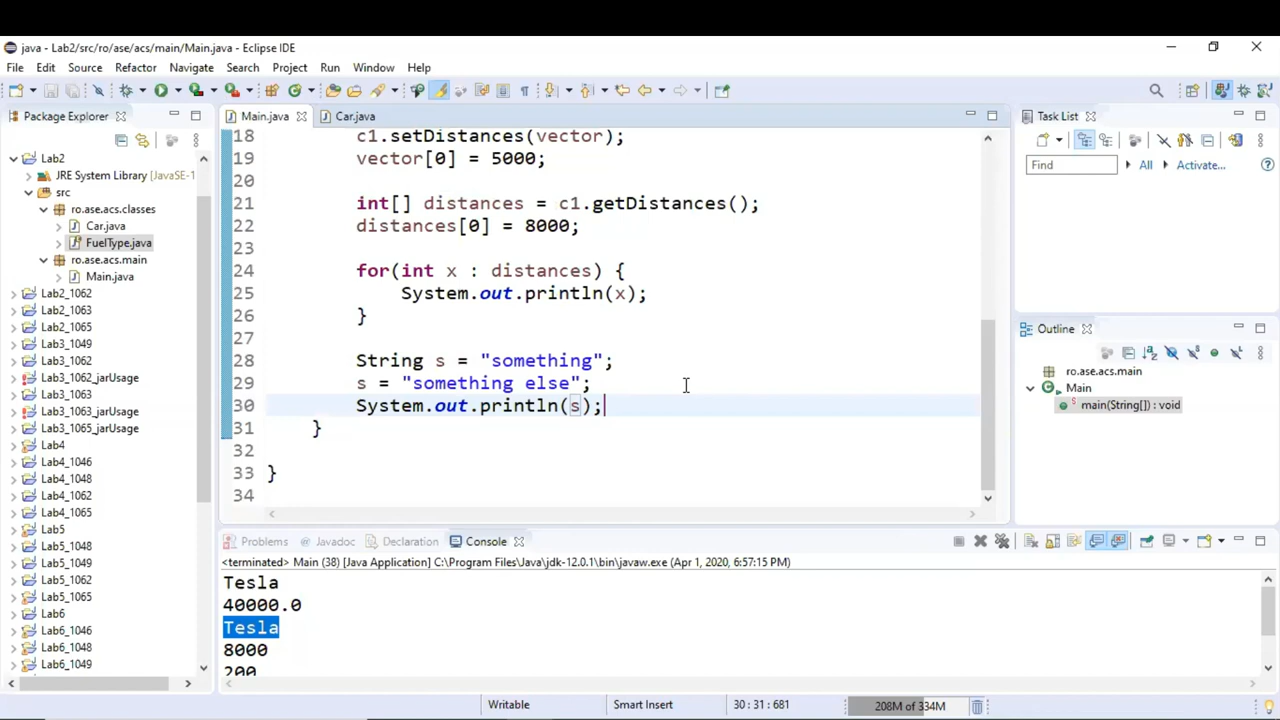 java - Lab2/src/ro/ase/acs/main/Main.java - Eclipse IDE
File Edit Source Refactor Navigate Search Project Run Window Help
Package Explorer
Lab2
JRE System Library [JavaSE-1
src
ro.ase.acs.classes
Car.java
FuelType.java
ro.ase.acs.main
Main.java
Lab2_1062
Lab2_1063
Lab2_1065
Lab3_1049
Lab3_1062
Lab3_1062_jarUsage
Lab3_1063
Lab3_1063_jarUsage
Lab3_1065_jarUsage
Lab4
Lab4_1046
Lab4_1048
Lab4_1062
Lab4_1065
Lab5
Lab5_1048
Lab5_1049
Lab5_1062
Lab5_1065
Lab6
Lab6_1046
Lab6_1048
Lab6_1049
Main.java Car.java
18 c1.setDistances(vector);
19 vector[0] = 5000;
20
21 int[] distances = c1.getDistances();
22 distances[0] = 8000;
23
24 for(int x : distances) {
25 System.out.println(x);
26 }
27
28 String s = "something";
29 s = "something else";
30 System.out.println(s);
31 }
32
33 }
34
Task List
Find All Activate...
Outline
ro.ase.acs.main
Main
main(String[]) : void
Problems Javadoc Declaration Console
<terminated> Main (38) [Java Application] C:\Program Files\Java\jdk-12.0.1\bin\javaw.exe (Apr 1, 2020, 6:57:15 PM)
Tesla
40000.0
Tesla
8000
200
Writable Smart Insert 30 : 31 : 681 208M of 334M